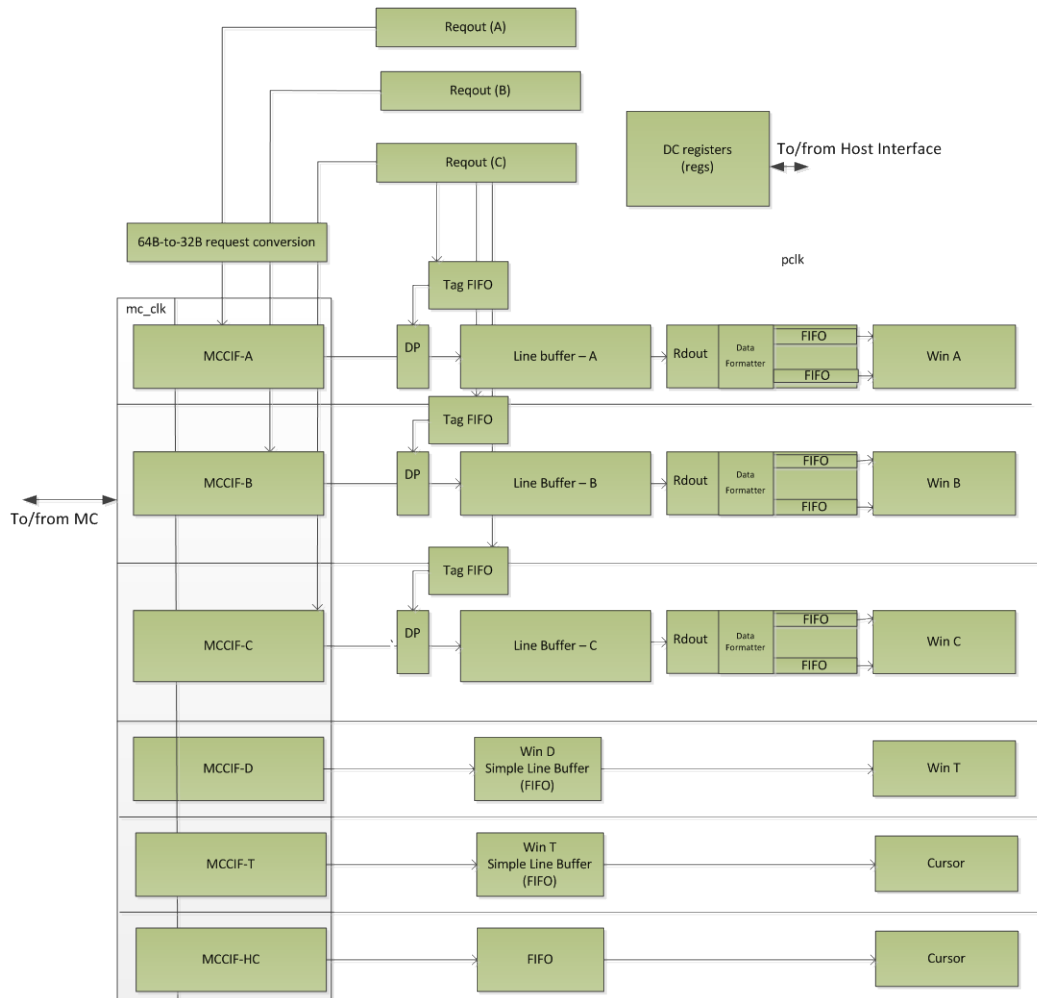 Reqout (A)
Reqout (B)
Reqout (C)
DC registers
(regs)
To/from Host Interface
64B-to-32B request conversion
pclk
Tag FIFO
mc_clk
MCCIF-A
DP
Line buffer – A
Rdout
Data
Formatter
FIFO
FIFO
Win A
Tag FIFO
MCCIF-B
DP
Line Buffer – B
Rdout
Data
Formatter
FIFO
FIFO
Win B
To/from MC
Tag FIFO
MCCIF-C
DP
Line Buffer – C
Rdout
Data
Formatter
FIFO
FIFO
Win C
MCCIF-D
Win D
Simple Line Buffer
(FIFO)
Win T
MCCIF-T
Win T
Simple Line Buffer
(FIFO)
Cursor
MCCIF-HC
FIFO
Cursor